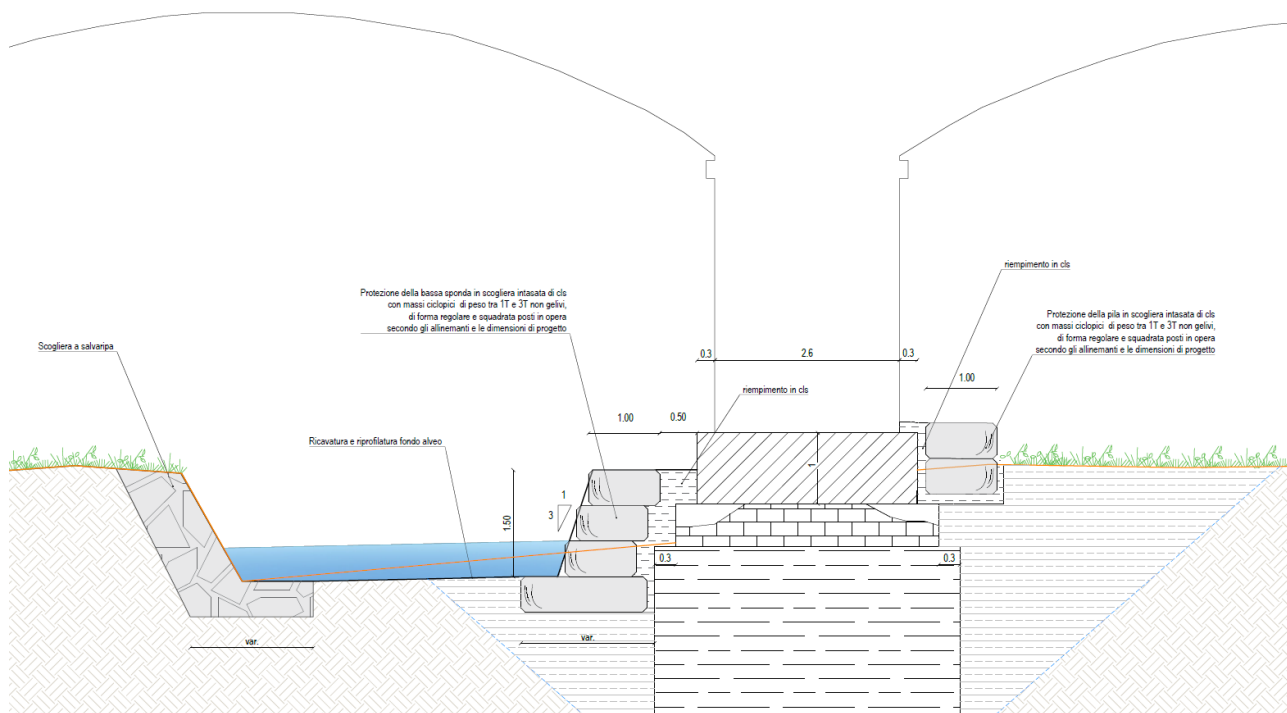 riempimento in cls
Protezione della bassa sponda in scogliera intasata di cls
con massi ciclopici di peso tra 1T e 3T non gelivi,
di forma regolare e squadrata posti in opera
secondo gli allinemanti e le dimensioni di progetto
Protezione della pila in scogliera intasata di cls
con massi ciclopici di peso tra 1T e 3T non gelivi,
di forma regolare e squadrata posti in opera
secondo gli allinemanti e le dimensioni di progetto
Scogliera a salvaripa
0.3
2.6
0.3
1.00
riempimento in cls
1.00
0.50
Ricavatura e riprofilatura fondo alveo
1
1
3
1.50
0.3
0.3
var.
var.